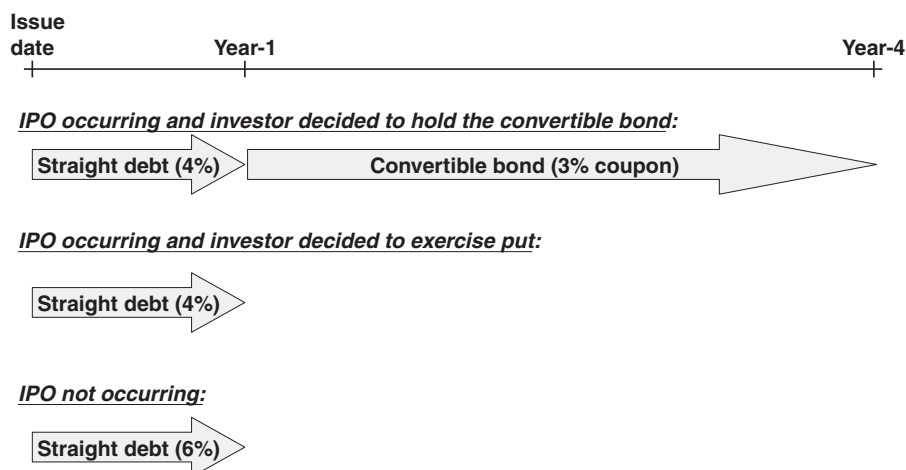 Issue
date Year-1 Year-4
IPO occurring and investor decided to hold the convertible bond:
Straight debt (4%) Convertible bond (3% coupon)
IPO occurring and investor decided to exercise put:
Straight debt (4%)
IPO not occurring:
Straight debt (6%)